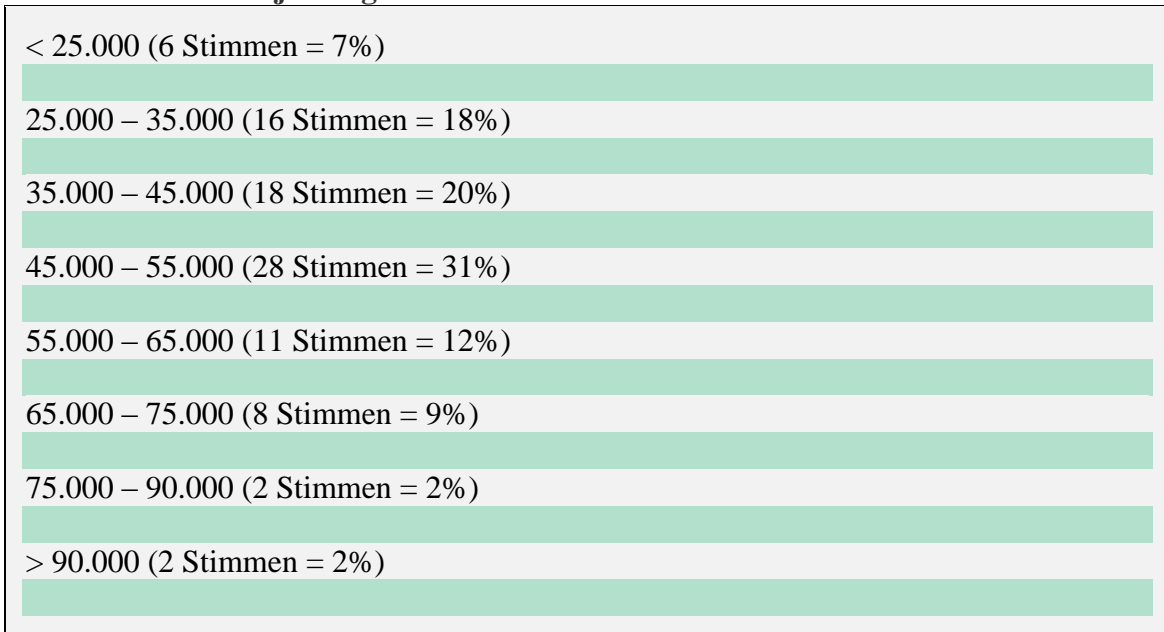 < 25.000 (6 Stimmen = 7%)
25.000 – 35.000 (16 Stimmen = 18%)
35.000 – 45.000 (18 Stimmen = 20%)
45.000 – 55.000 (28 Stimmen = 31%)
55.000 – 65.000 (11 Stimmen = 12%)
65.000 – 75.000 (8 Stimmen = 9%)
75.000 – 90.000 (2 Stimmen = 2%)
> 90.000 (2 Stimmen = 2%)